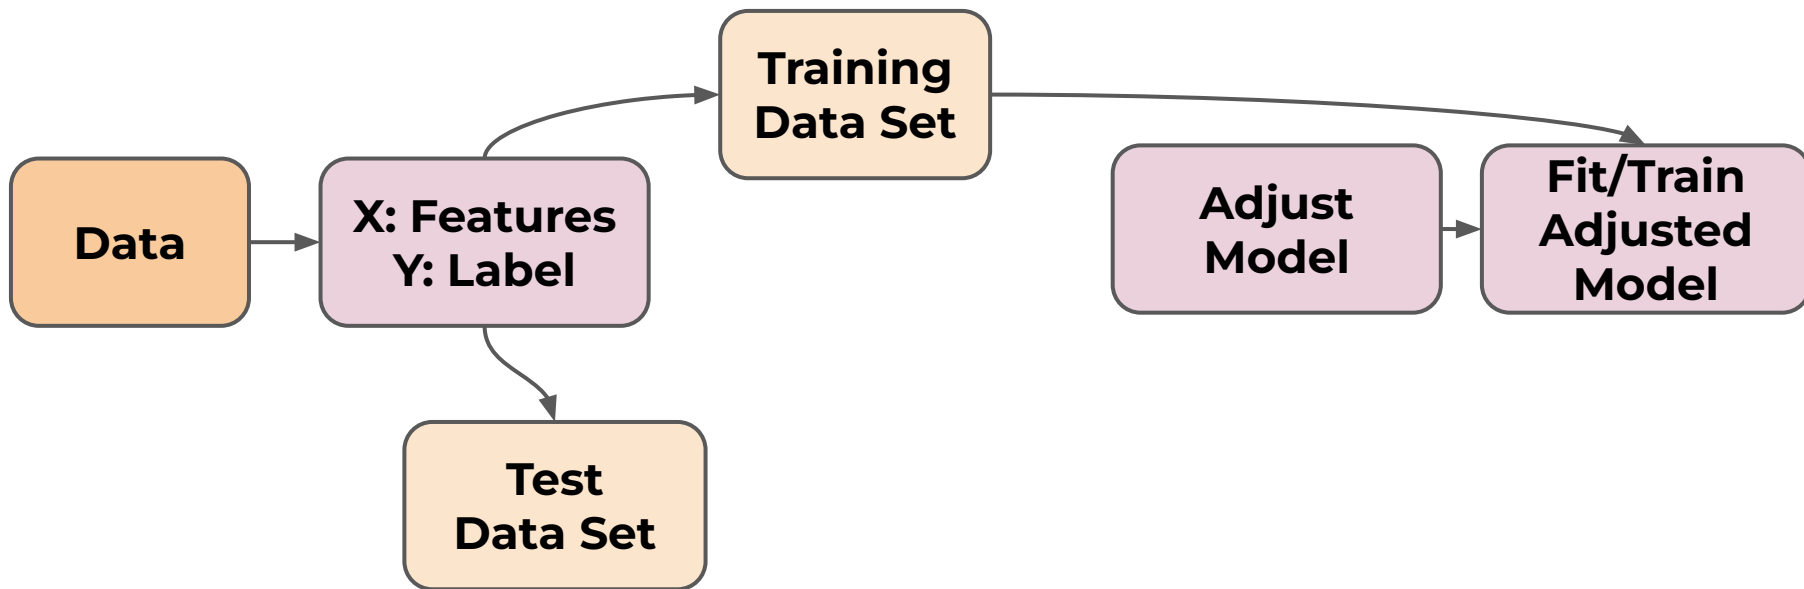 Data
X: Features
Y: Label
Training
Data Set
Test
Data Set
Adjust
Model
Fit/Train
Adjusted
Model